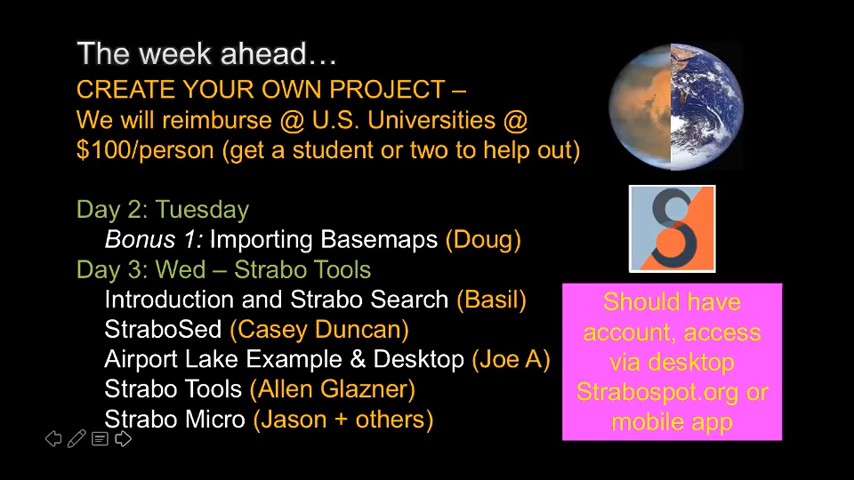 The week ahead…
CREATE YOUR OWN PROJECT –
We will reimburse @ U.S. Universities @
$100/person (get a student or two to help out)
Day 2: Tuesday
Bonus 1: Importing Basemaps (Doug)
Day 3: Wed – Strabo Tools
Introduction and Strabo Search (Basil)
StraboSed (Casey Duncan)
Airport Lake Example & Desktop (Joe A)
Strabo Tools (Allen Glazner)
Strabo Micro (Jason + others)
Should have
account, access
via desktop
Strabospot.org or
mobile app